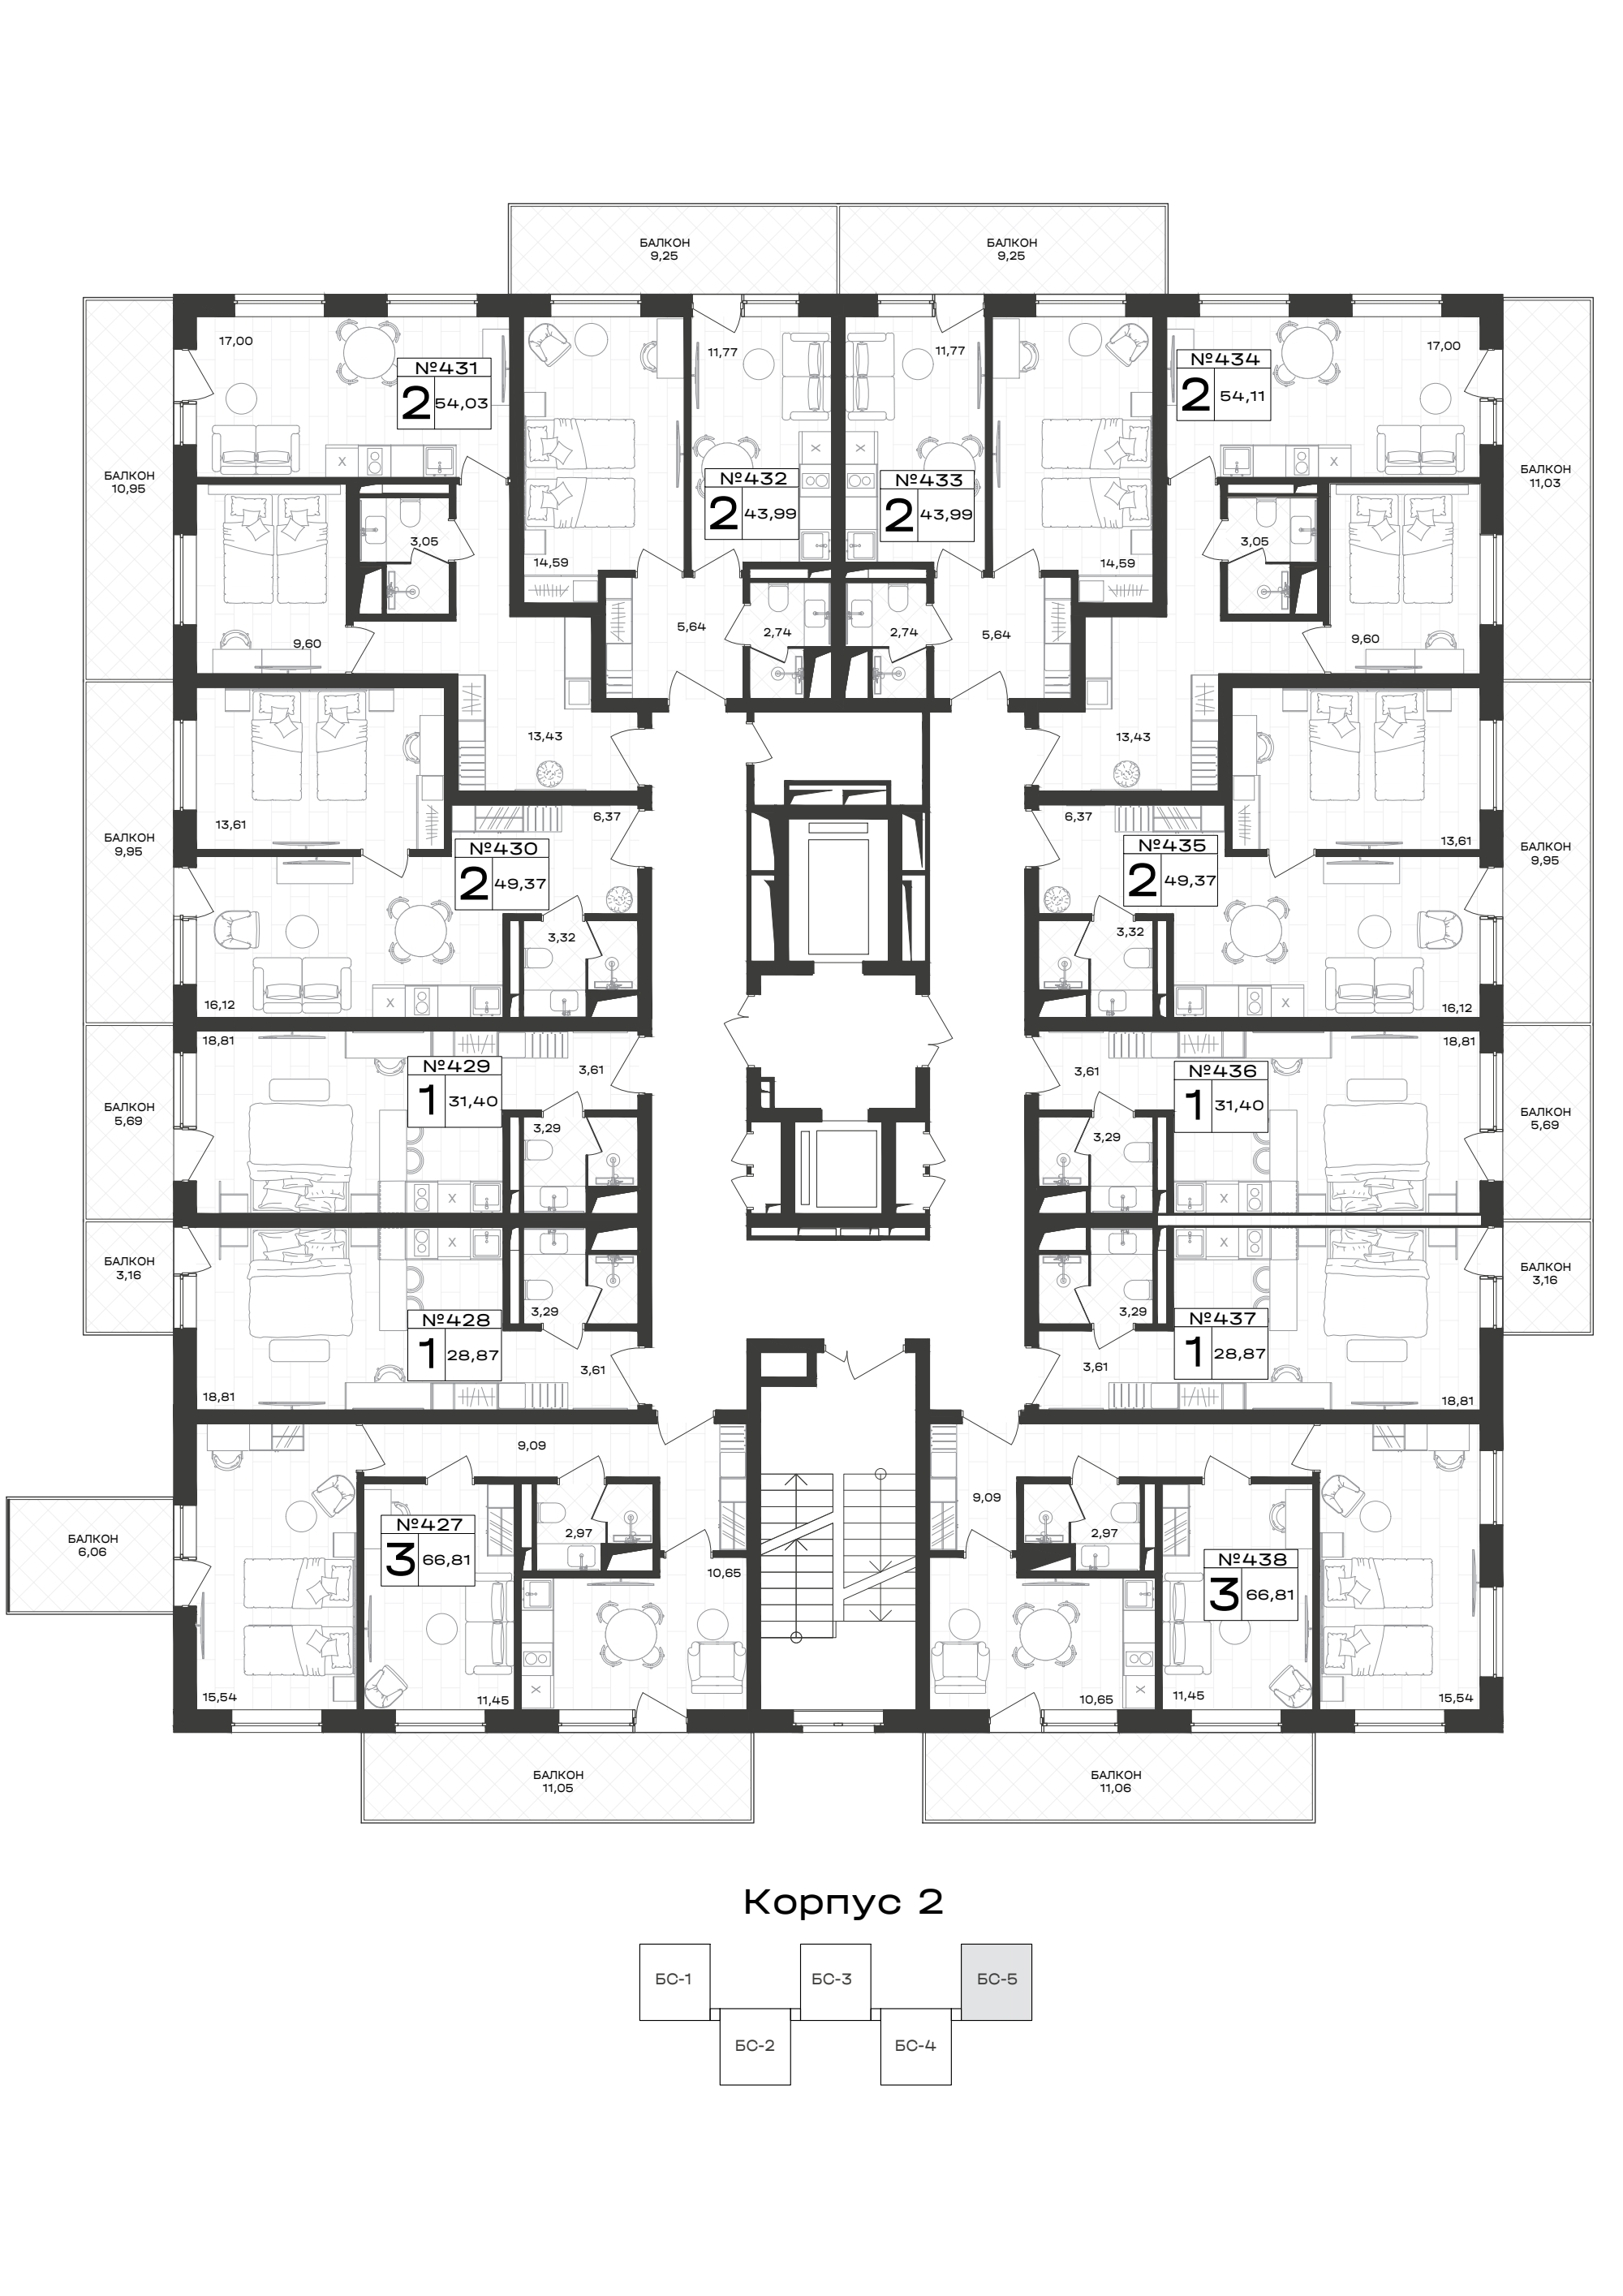 БАЛКОН
9,25
БАЛКОН
9,25
17,00
№431
2 54,03
11,77
11,77
№434
2 54,11
17,00
БАЛКОН
10,95
№432
2 43,99
№433
2 43,99
БАЛКОН
11,03
X
X
X
X
3,05
14,59
14,59
3,05
9,60
5,64
2,74
2,74
5,64
9,60
13,43
13,43
БАЛКОН
9,95
13,61
6,37
6,37
13,61
БАЛКОН
9,95
№430
2 49,37
№435
2 49,37
3,32
3,32
16,12
X
X
16,12
18,81
3,61
3,61
18,81
№429
1 31,40
№436
1 31,40
БАЛКОН
5,69
3,29
3,29
БАЛКОН
5,69
X
X
X
X
БАЛКОН
3,16
БАЛКОН
3,16
3,29
3,29
№428
1 28,87
№437
1 28,87
18,81
3,61
3,61
18,81
9,09
9,09
БАЛКОН
6,06
№427
3 66,81
2,97
2,97
№438
3 66,81
10,65
15,54
11,45
X
10,65
X
11,45
15,54
БАЛКОН
11,05
БАЛКОН
11,06
Корпус 2
БС-1
БС-3
БС-5
БС-2
БС-4